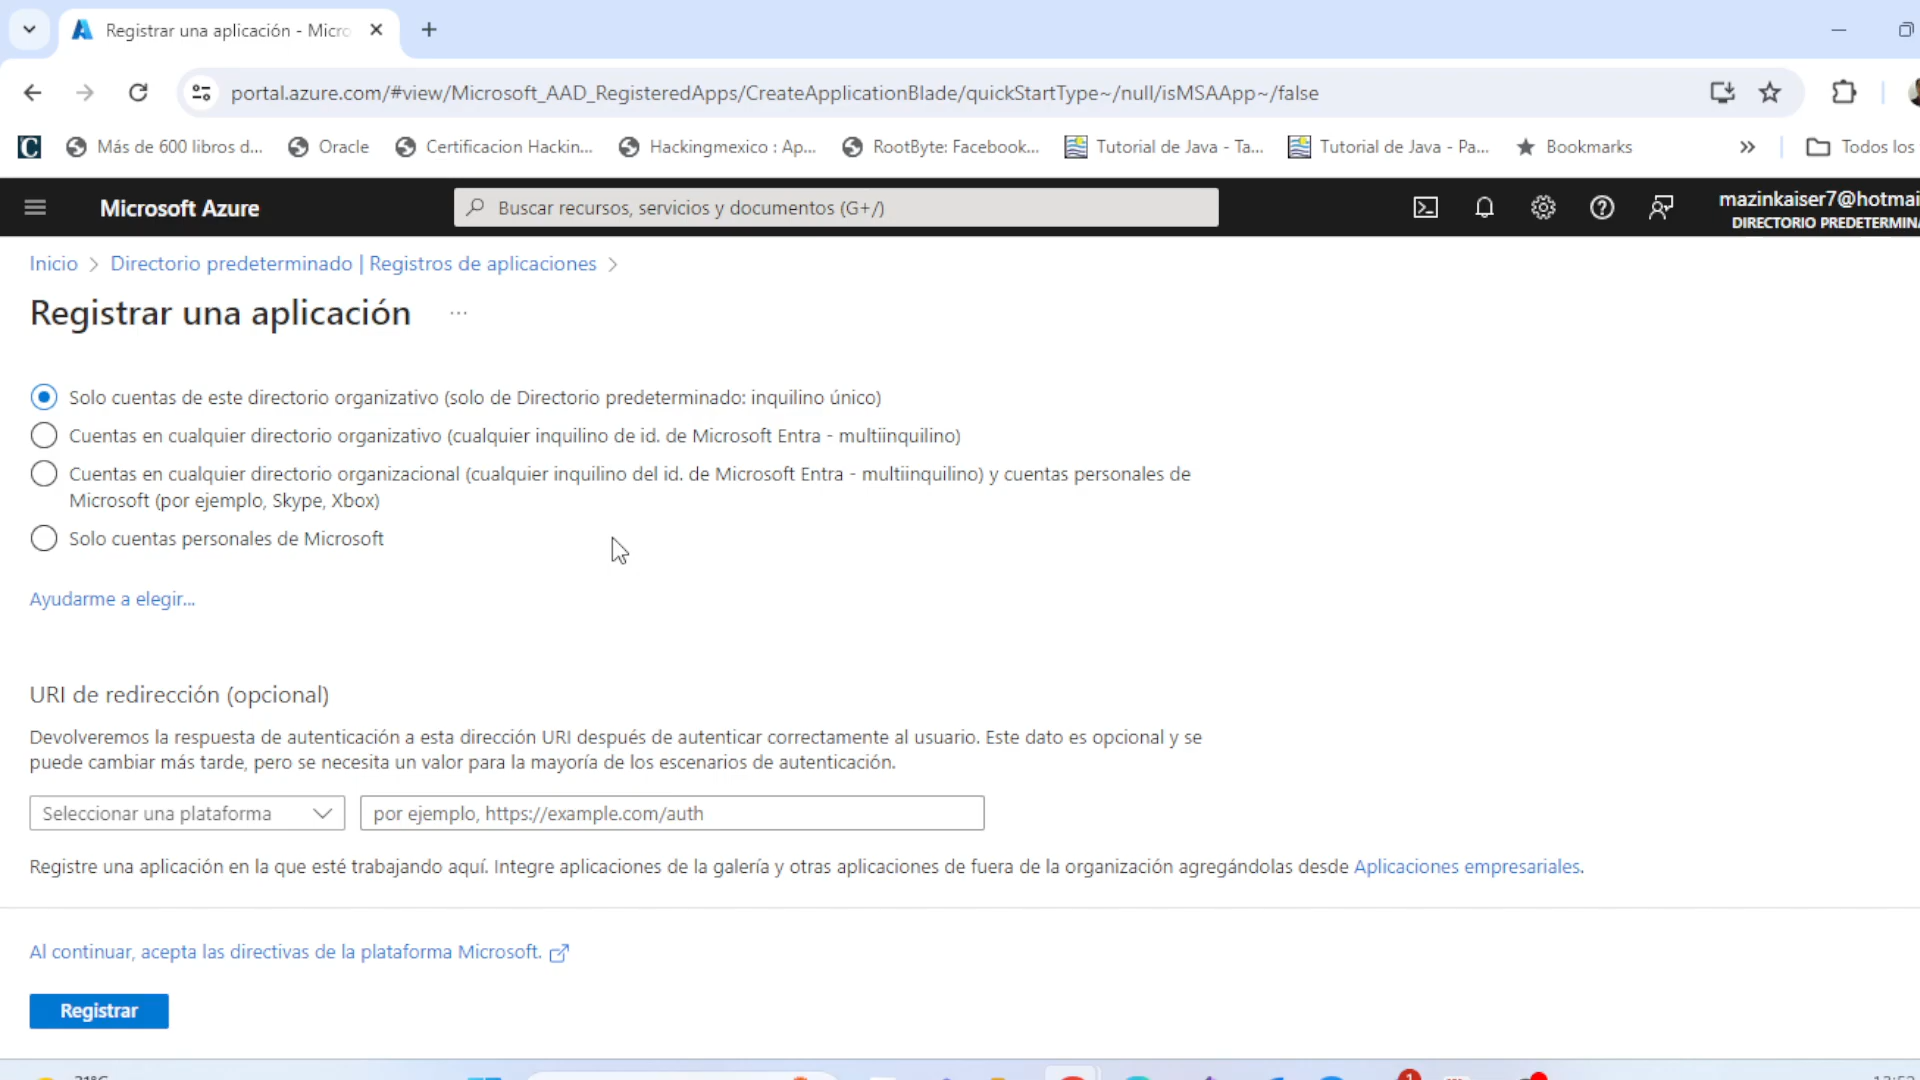 Registrar una aplicación - Micro
portal.azure.com/#view/Microsoft_AAD_RegisteredApps/CreateApplicationBlade/quickStartType~/null/isMSAApp~/false
C Más de 600 libros d... Oracle Certificacion Hackin... Hackingmexico : Ap... RootByte: Facebook... Tutorial de Java - Ta... Tutorial de Java - Pa... Bookmarks » Todos los
Microsoft Azure
Buscar recursos, servicios y documentos (G+/)
mazinkaiser7@hotmai
DIRECTORIO PREDETERMINA
Inicio > Directorio predeterminado | Registros de aplicaciones >
Registrar una aplicación ...
Solo cuentas de este directorio organizativo (solo de Directorio predeterminado: inquilino único)
Cuentas en cualquier directorio organizativo (cualquier inquilino de id. de Microsoft Entra - multiinquilino)
Cuentas en cualquier directorio organizacional (cualquier inquilino del id. de Microsoft Entra - multiinquilino) y cuentas personales de
Microsoft (por ejemplo, Skype, Xbox)
Solo cuentas personales de Microsoft
Ayudarme a elegir...
URI de redirección (opcional)
Devolveremos la respuesta de autenticación a esta dirección URI después de autenticar correctamente al usuario. Este dato es opcional y se
puede cambiar más tarde, pero se necesita un valor para la mayoría de los escenarios de autenticación.
Seleccionar una plataforma
por ejemplo, https://example.com/auth
Registre una aplicación en la que esté trabajando aquí. Integre aplicaciones de la galería y otras aplicaciones de fuera de la organización agregándolas desde Aplicaciones empresariales.
Al continuar, acepta las directivas de la plataforma Microsoft.
Registrar
1